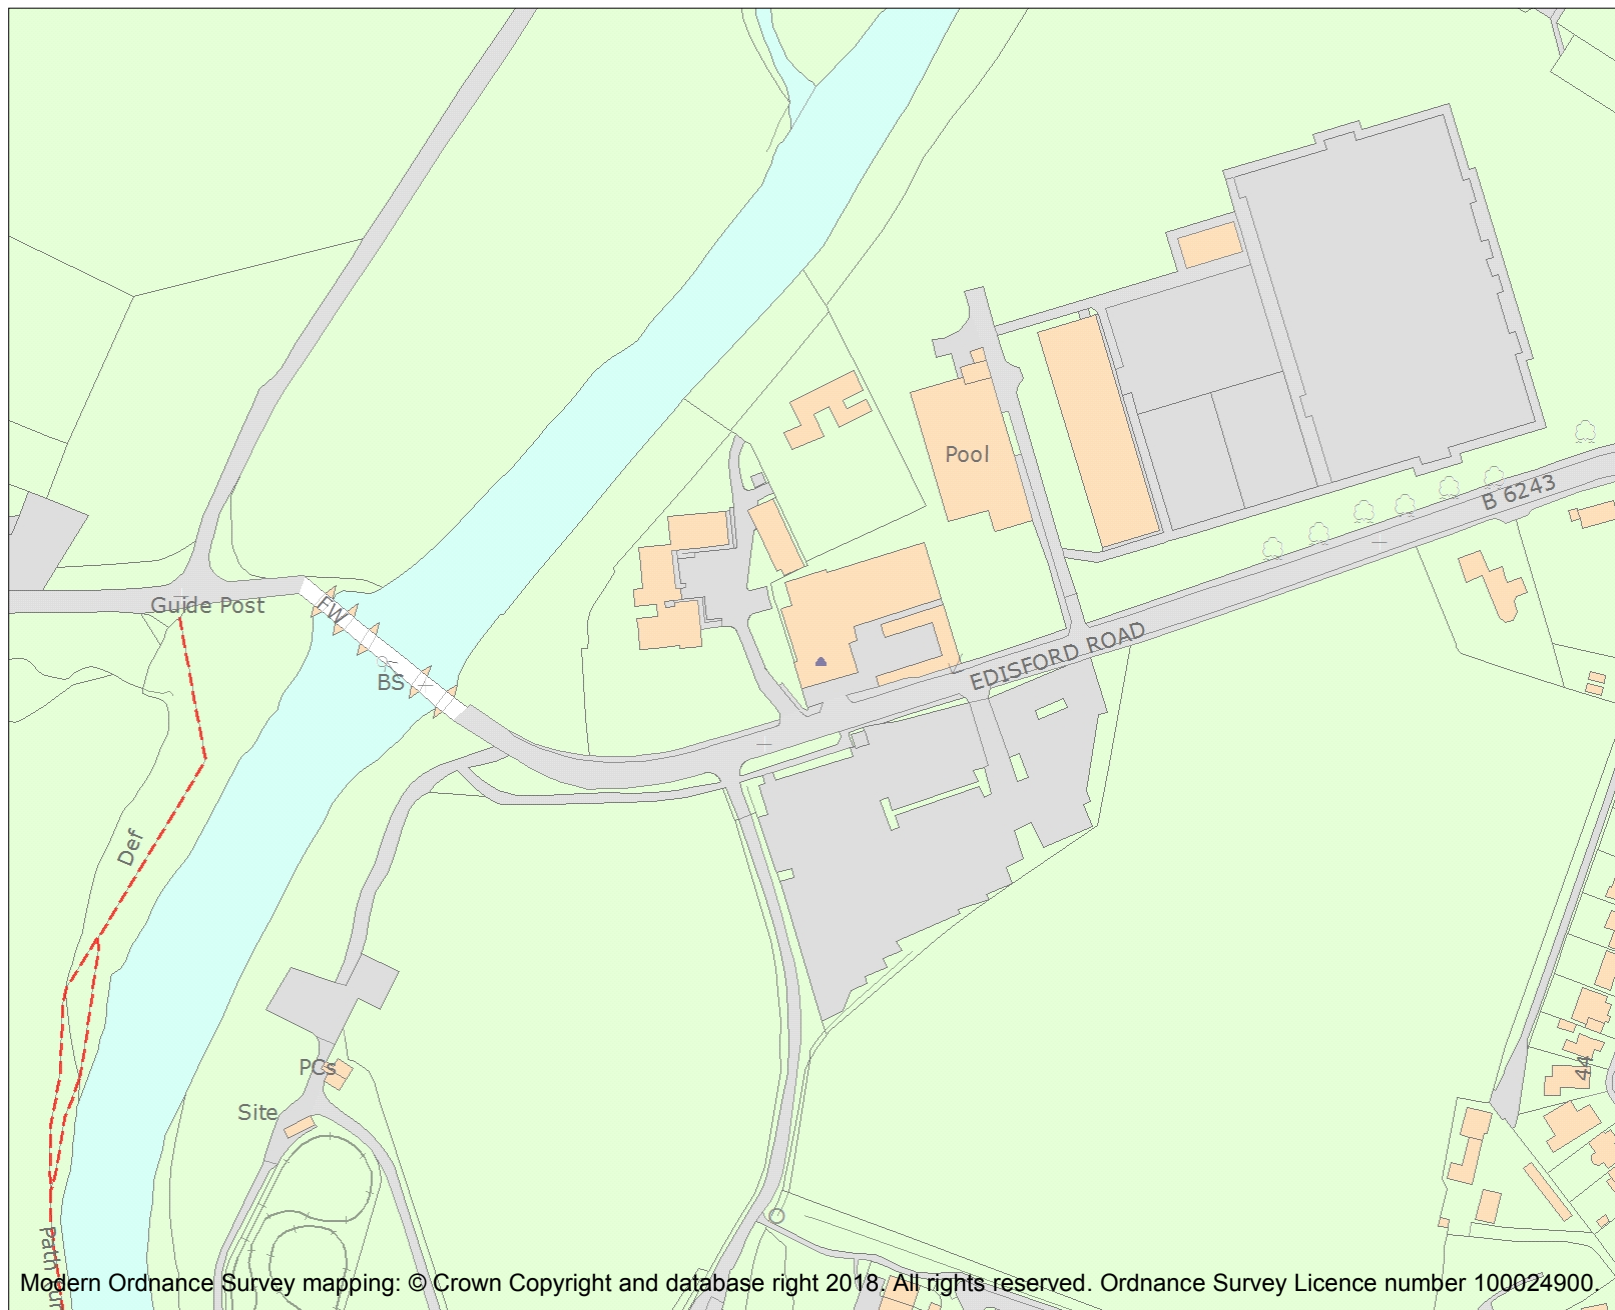 Pool
B 6243
Guide Post
FW
BS
EDISFORD ROAD
Def
PCs
Site
44
Path
Modern Ordnance Survey mapping: © Crown Copyright and database right 2018. All rights reserved. Ordnance Survey Licence number 100024900.